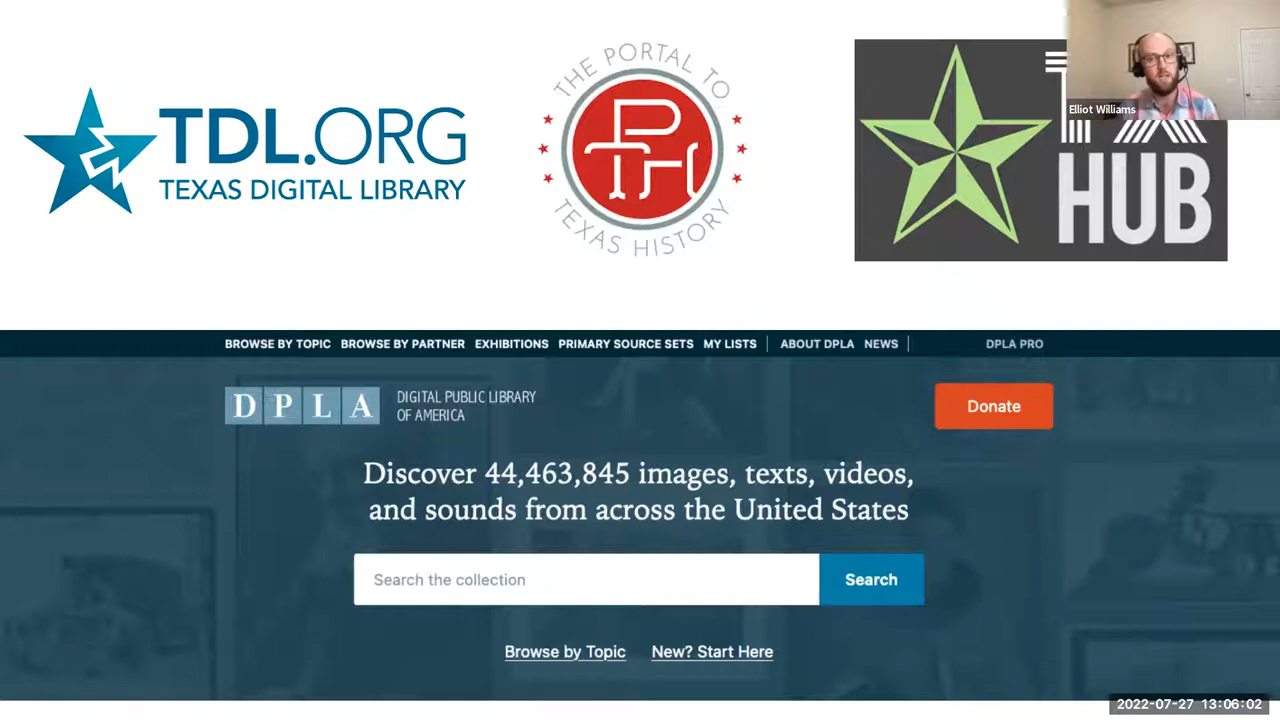 TDL.ORG
TEXAS DIGITAL LIBRARY
THE PORTAL TO
PTH
TEXAS HISTORY
HUB
Elliot Williams
BROWSE BY TOPIC BROWSE BY PARTNER EXHIBITIONS PRIMARY SOURCE SETS MY LISTS ABOUT DPLA NEWS DPLA PRO
DPLA
DIGITAL PUBLIC LIBRARY
OF AMERICA
Donate
Discover 44,463,845 images, texts, videos,
and sounds from across the United States
Search the collection
Search
Browse by Topic New? Start Here
2022-07-27 13:06:02